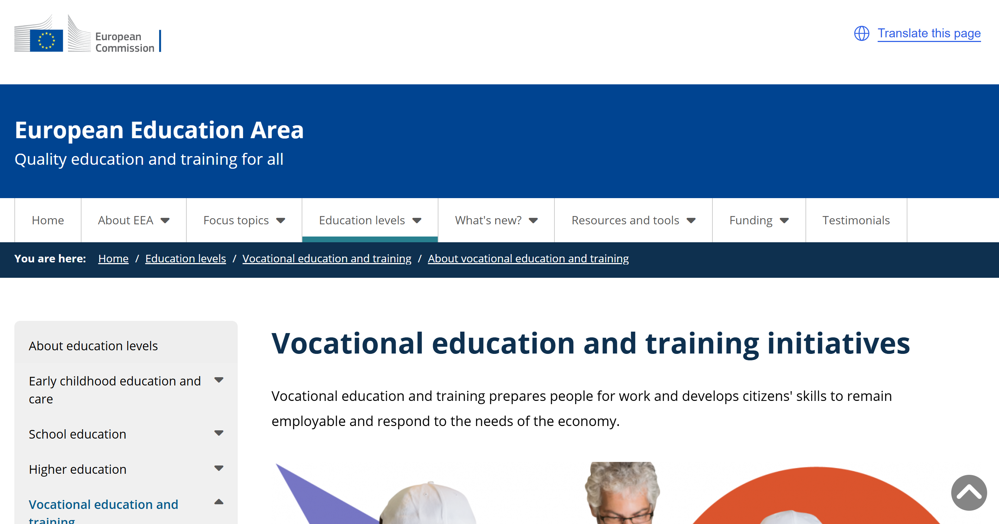 European
Commission
Translate this page
European Education Area
Quality education and training for all
Home
About EEA
Focus topics
Education levels
What's new?
Resources and tools
Funding
Testimonials
You are here: Home / Education levels / Vocational education and training / About vocational education and training
About education levels
Early childhood education and
care
School education
Higher education
Vocational education and
training
Vocational education and training initiatives
Vocational education and training prepares people for work and develops citizens' skills to remain
employable and respond to the needs of the economy.